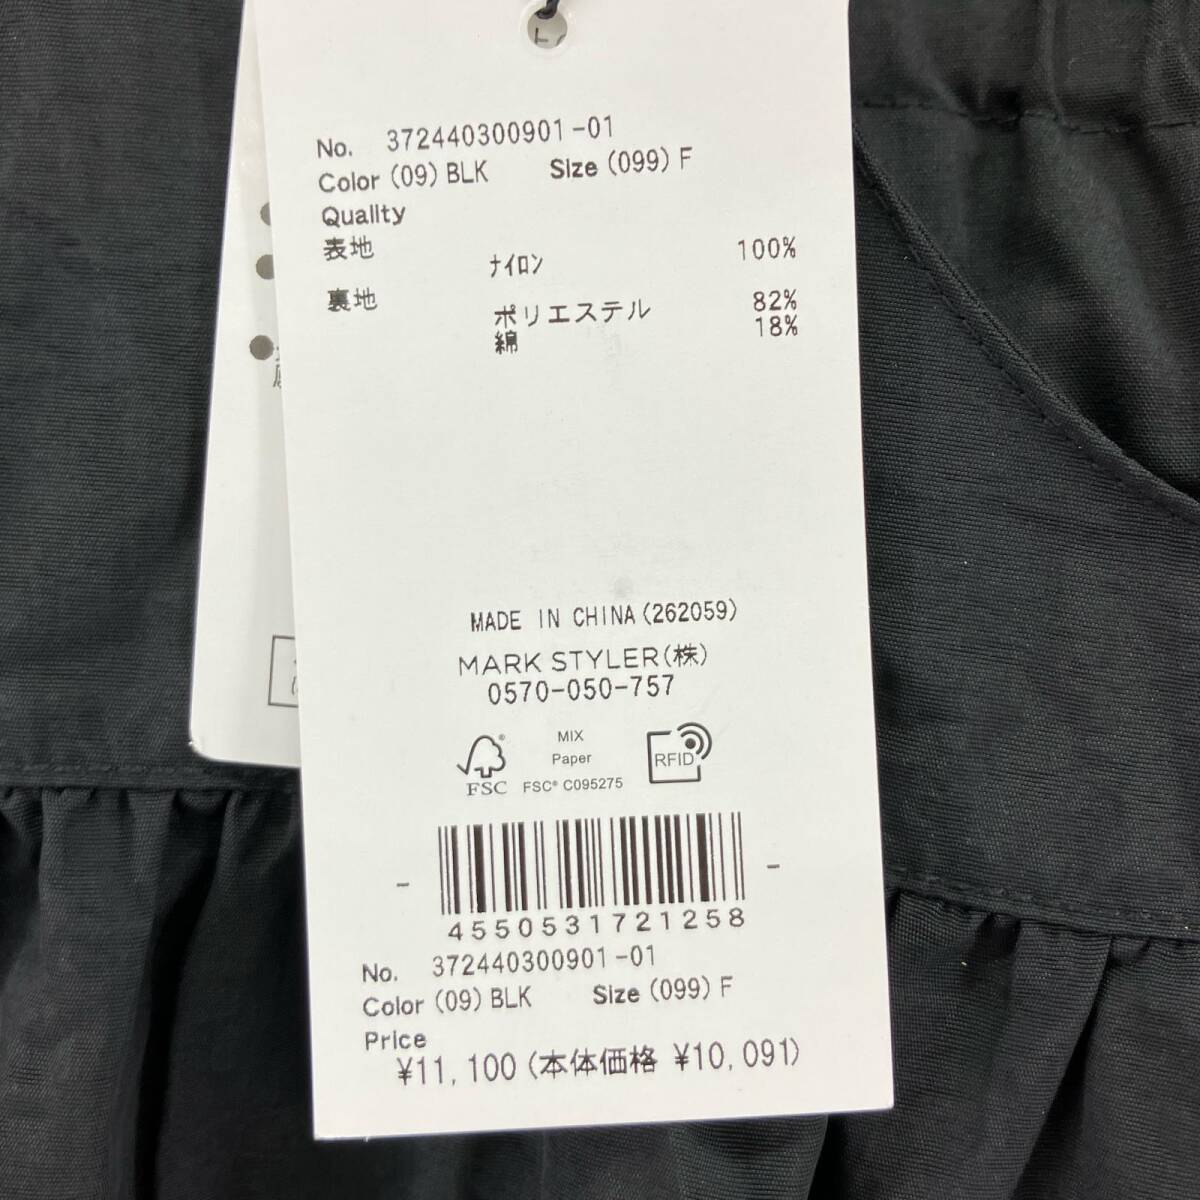 No. 372440300901-01
Color (09) BLK Size (099) F
Quality
表地 ナイロン 100%
裏地 ポリエステル 82%
綿 18%
MADE IN CHINA (262059)
MARK STYLER(株)
0570-050-757
FSC
MIX
Paper
FSC® C095275
RFID
4550531721258
No. 372440300901-01
Color (09) BLK Size (099) F
Price
¥11,100 (本体価格 ¥10,091)